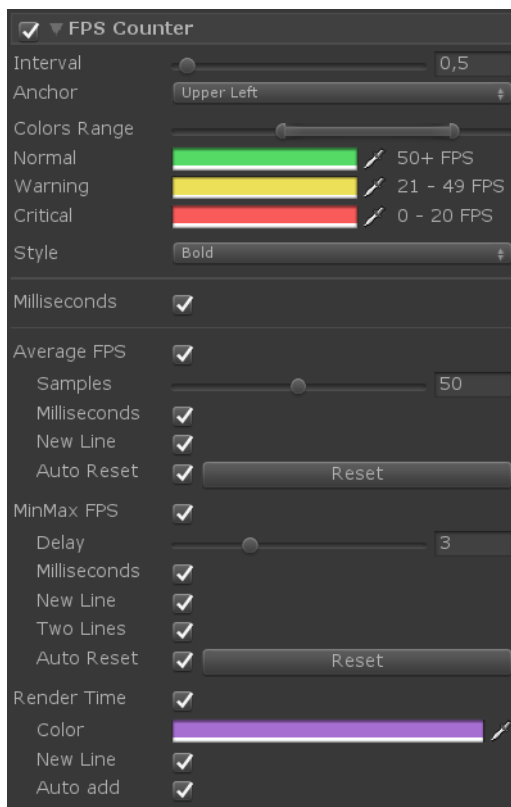 FPS Counter
Interval 0,5
Anchor Upper Left
Colors Range
Normal 50+ FPS
Warning 21 - 49 FPS
Critical 0 - 20 FPS
Style Bold
Milliseconds
Average FPS
Samples 50
Milliseconds
New Line
Auto Reset Reset
MinMax FPS
Delay 3
Milliseconds
New Line
Two Lines
Auto Reset Reset
Render Time
Color
New Line
Auto add